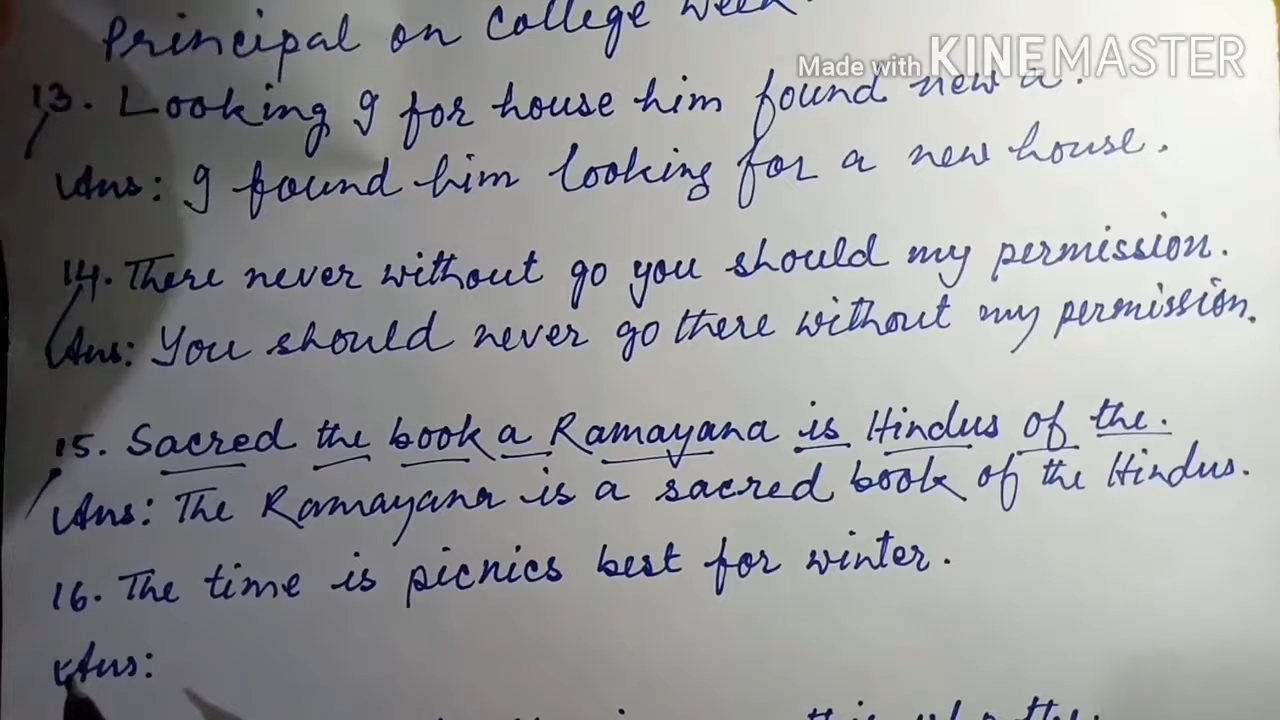 Principal on College week.
Made with KINEMASTER
13. Looking I for house him found new a.
Ans: I found him looking for a new house.
14. There never without go you should my permission.
Ans: You should never go there without my permission.
15. Sacred the book a Ramayana is Hindus of the.
Ans: The Ramayana is a sacred book of the Hindus.
16. The time is picnics best for winter.
Ans: